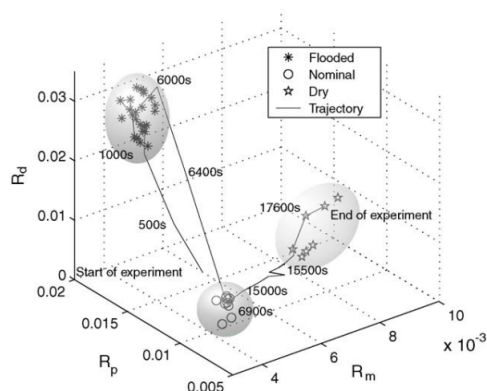 Flooded
Nominal
Dry
Trajectory
6000s
1000s
6400s
500s
17600s
End of experiment
Start of experiment
15500s
15000s
6900s
0.03
0.02
0.01
0
R_d
0.02
0.015
0.01
0.005
R_p
4
6
8
10
x 10⁻³
R_m